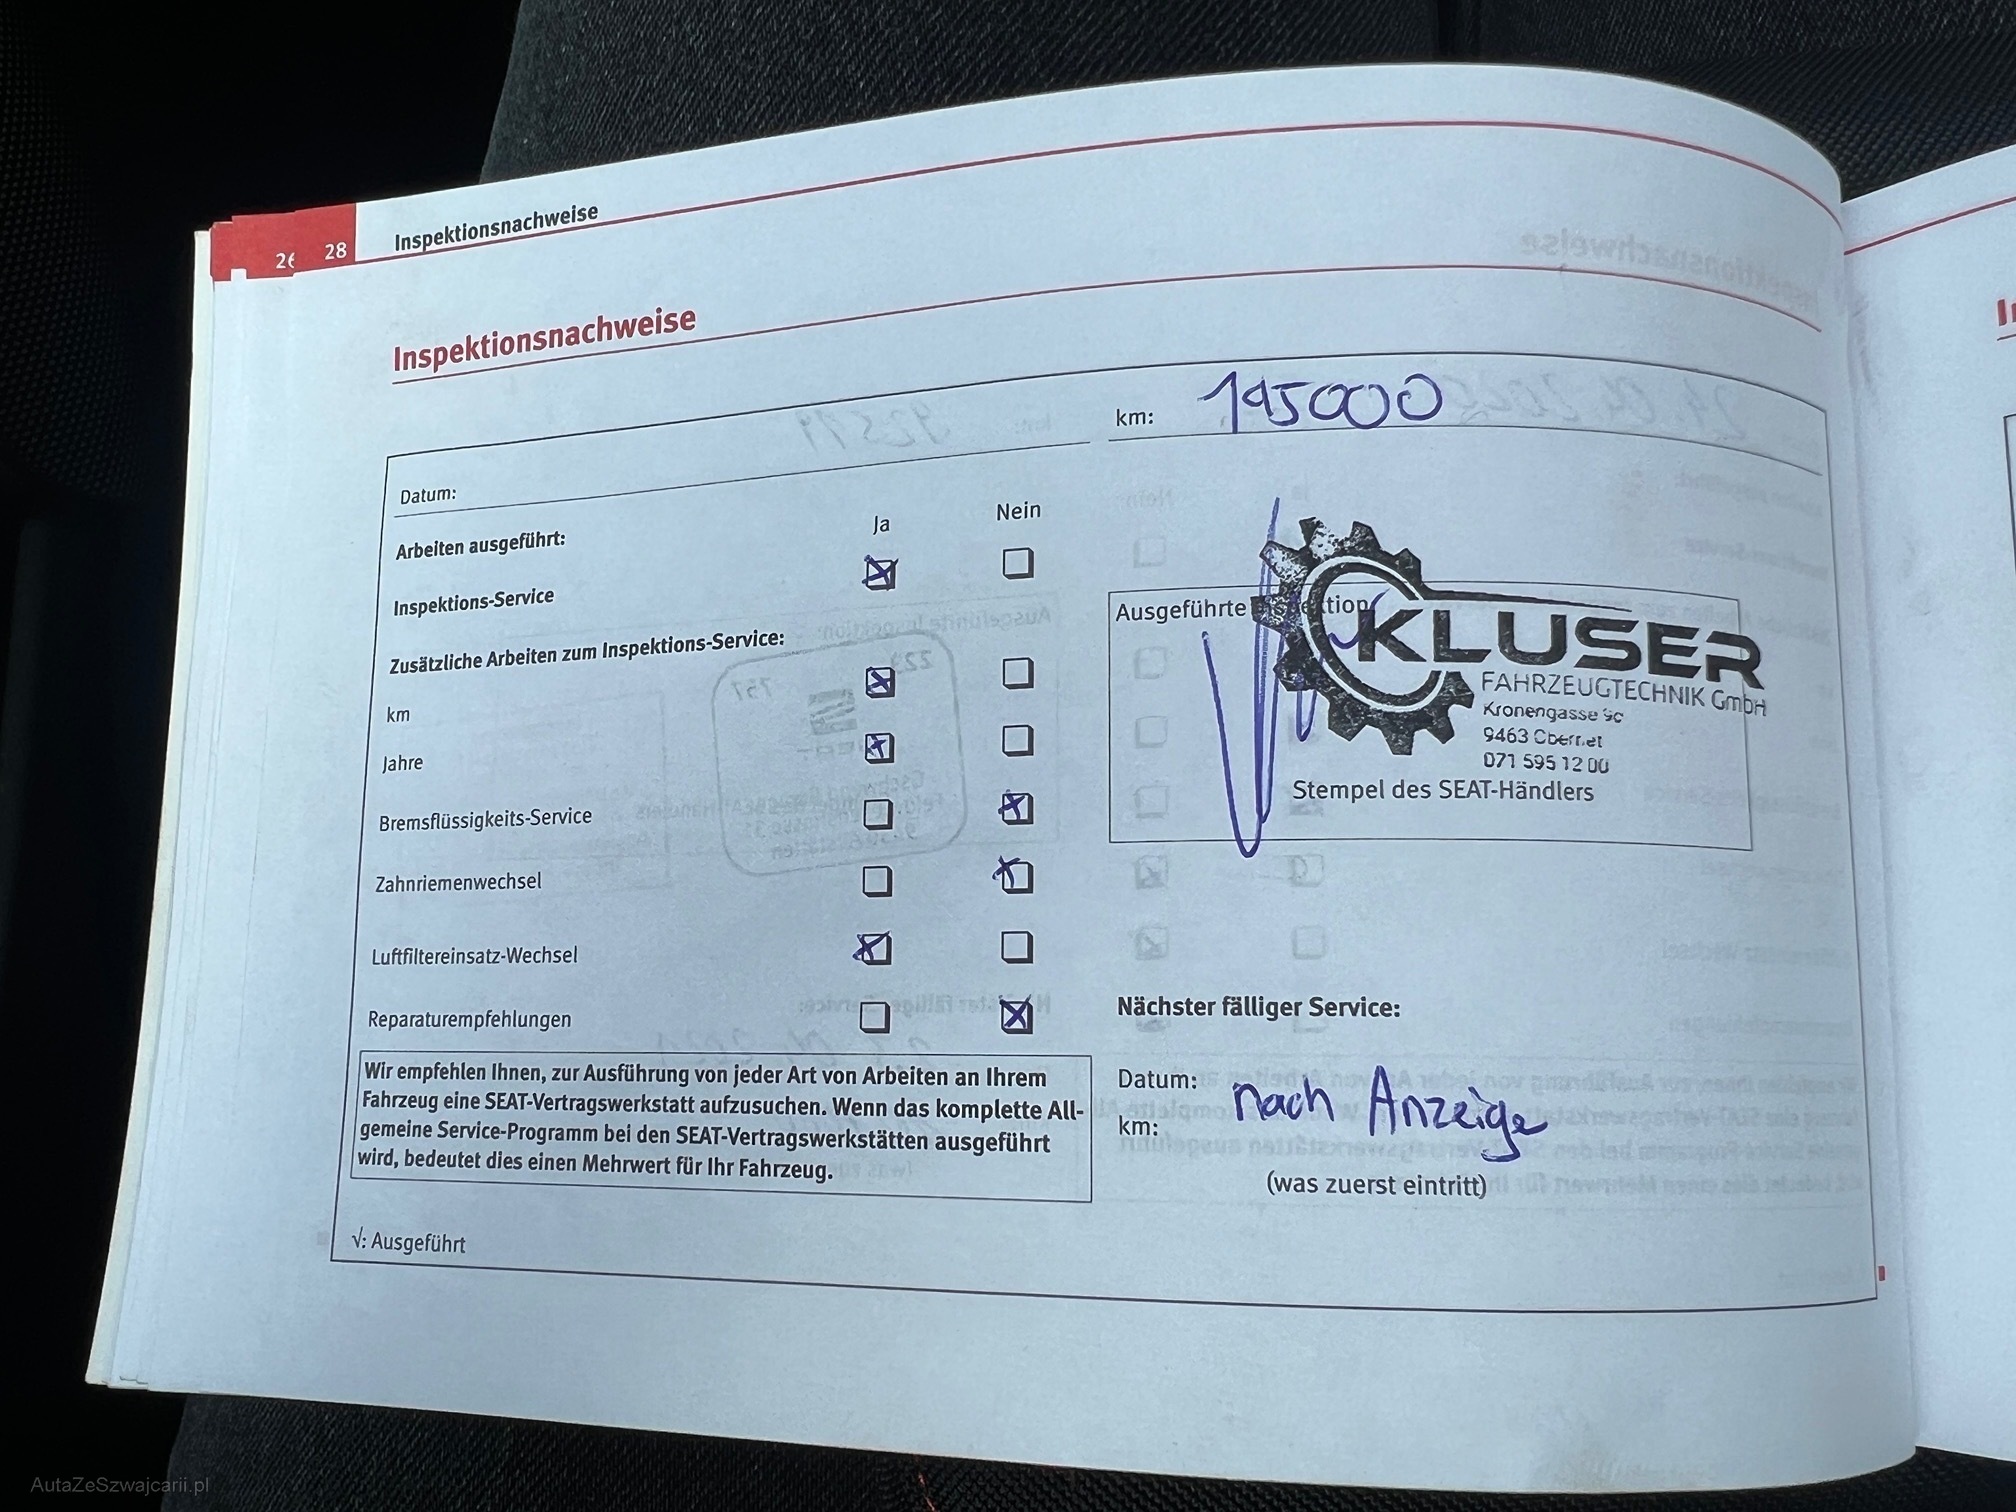 26 28 Inspektionsnachweise
Inspektionsnachweise
Datum:
km: 195000
Arbeiten ausgeführt: Ja Nein
Inspektions-Service
Zusätzliche Arbeiten zum Inspektions-Service:
km
Jahre
Bremsflüssigkeits-Service
Zahnriemenwechsel
Luftfiltereinsatz-Wechsel
Reparaturempfehlungen
Wir empfehlen Ihnen, zur Ausführung von jeder Art von Arbeiten an Ihrem
Fahrzeug eine SEAT-Vertragswerkstatt aufzusuchen. Wenn das komplette All-
gemeine Service-Programm bei den SEAT-Vertragswerkstätten ausgeführt
wird, bedeutet dies einen Mehrwert für Ihr Fahrzeug.
√: Ausgeführt
Ausgeführte Inspektion
KLUSER
FAHRZEUGTECHNIK GmbH
Kronengasse 9c
9463
071 595 12 00
Stempel des SEAT-Händlers
Nächster fälliger Service:
Datum: nach Anzeige
km:
(was zuerst eintritt)
AutaZeSzwajcarii.pl